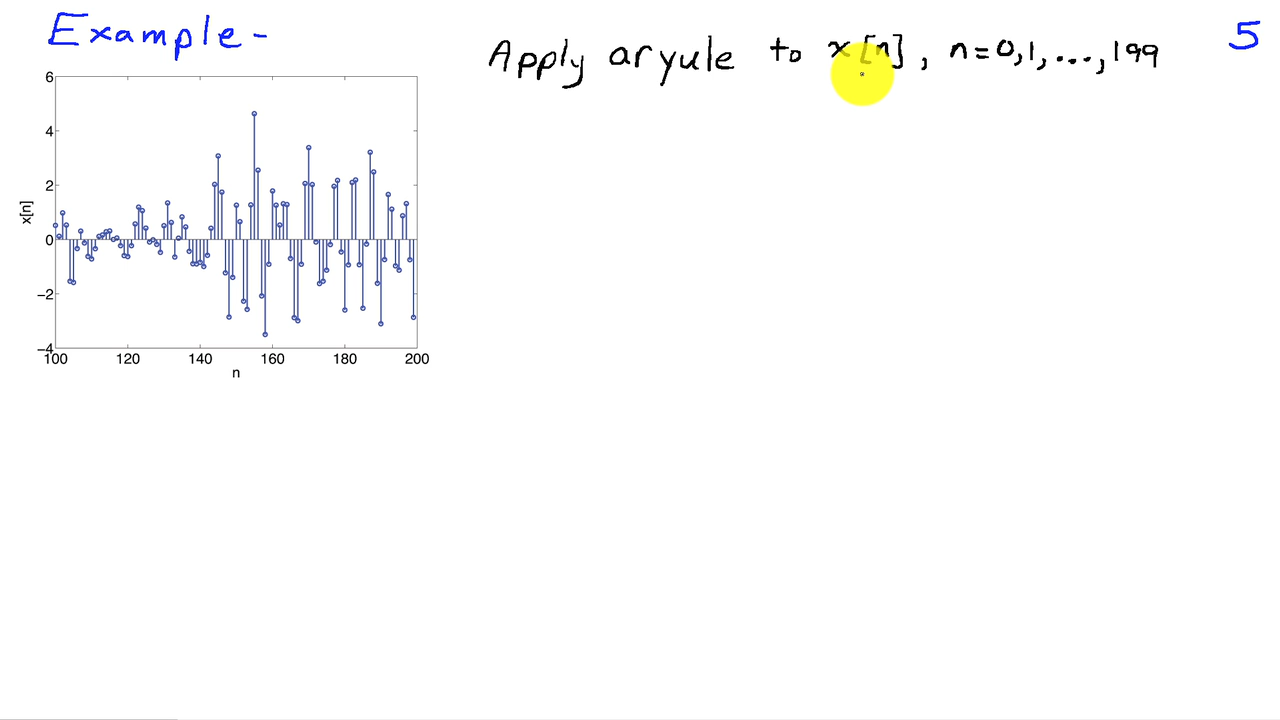 Example-
Apply aryule to x[n], n=0,1,...,199
5
6
4
2
0
−2
−4
x[n]
100 120 140 160 180 200
n